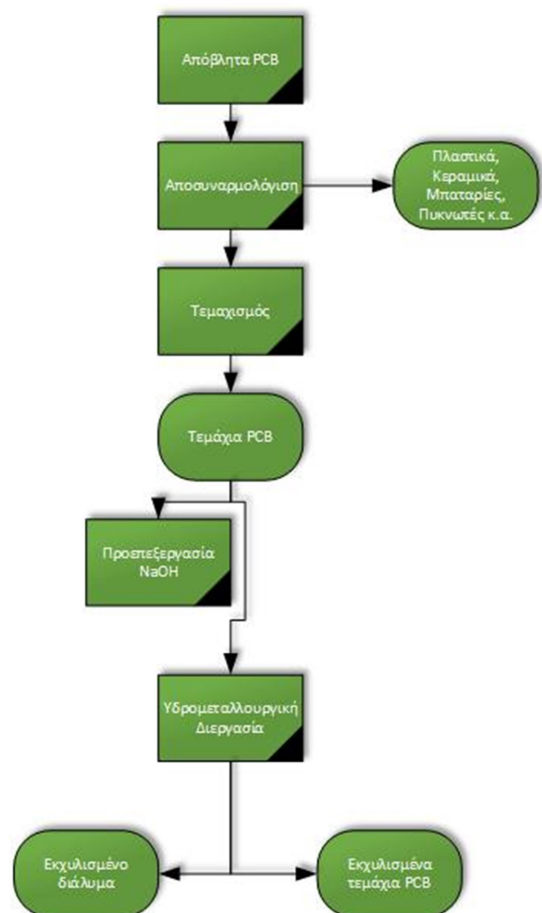 Απόβλητα PCB
Αποσυναρμολόγιση
Πλαστικά,
Κεραμικά,
Μπαταρίες,
Πυκνωτές κ.α.
Τεμαχισμός
Τεμάχια PCB
Προεπεξεργασία
NaOH
Υδρομεταλλουργική
Διεργασία
Εκχυλισμένο
διάλυμα
Εκχυλισμένα
τεμάχια PCB